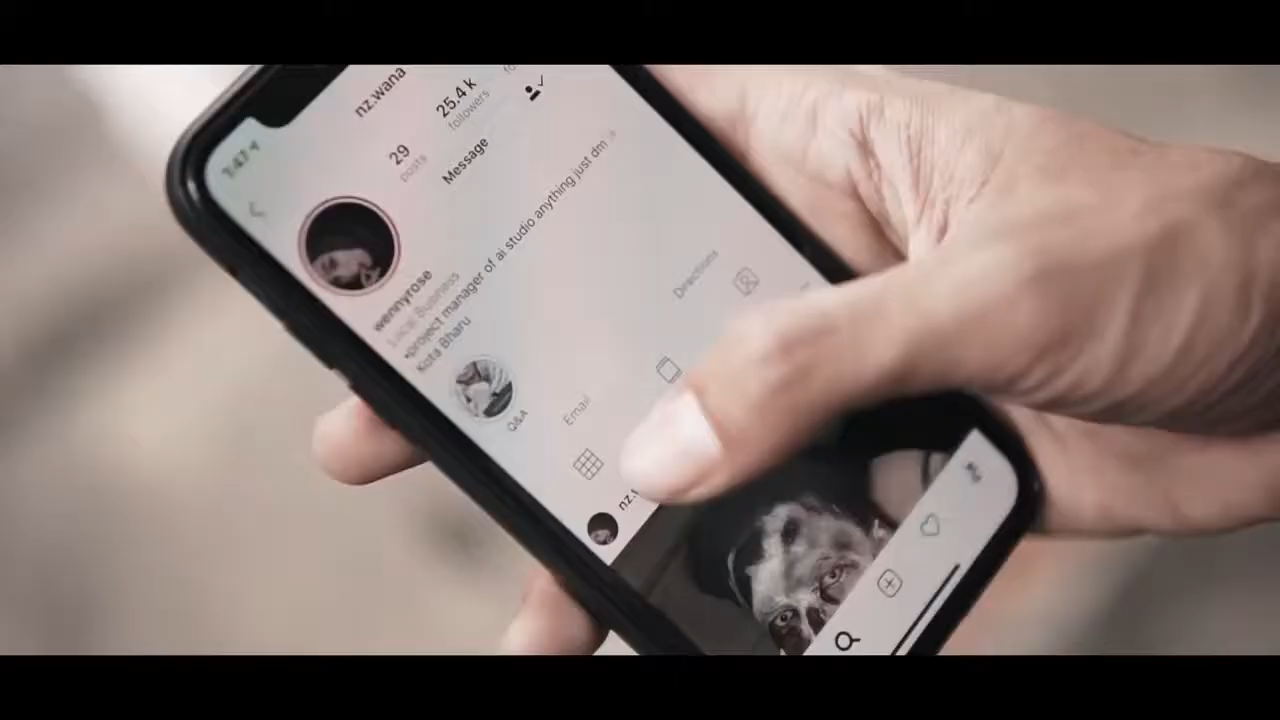 nz.wana
29
posts
25.4 k
followers
Message
wennyrose
Local Business
•project manager of ai studio anything just dm
Kota Bharu
Q&A
Email
Directions